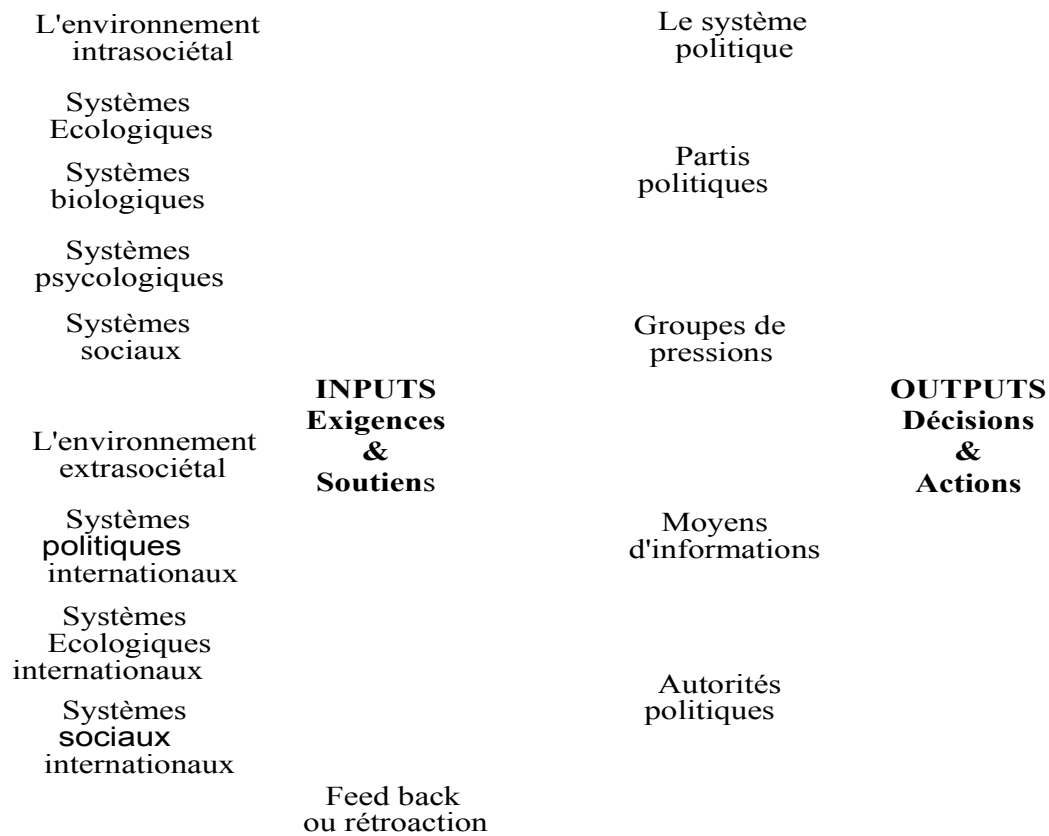 L'environnement
intrasociétal
Systèmes
Ecologiques
Systèmes
biologiques
Systèmes
psycologiques
Systèmes
sociaux
L'environnement
extrasociétal
Systèmes
politiques
internationaux
Systèmes
Ecologiques
internationaux
Systèmes
sociaux
internationaux
INPUTS
Exigences
&
Soutiens
Feed back
ou rétroaction
Le système
politique
Partis
politiques
Groupes de
pressions
Moyens
d'informations
Autorités
politiques
OUTPUTS
Décisions
&
Actions